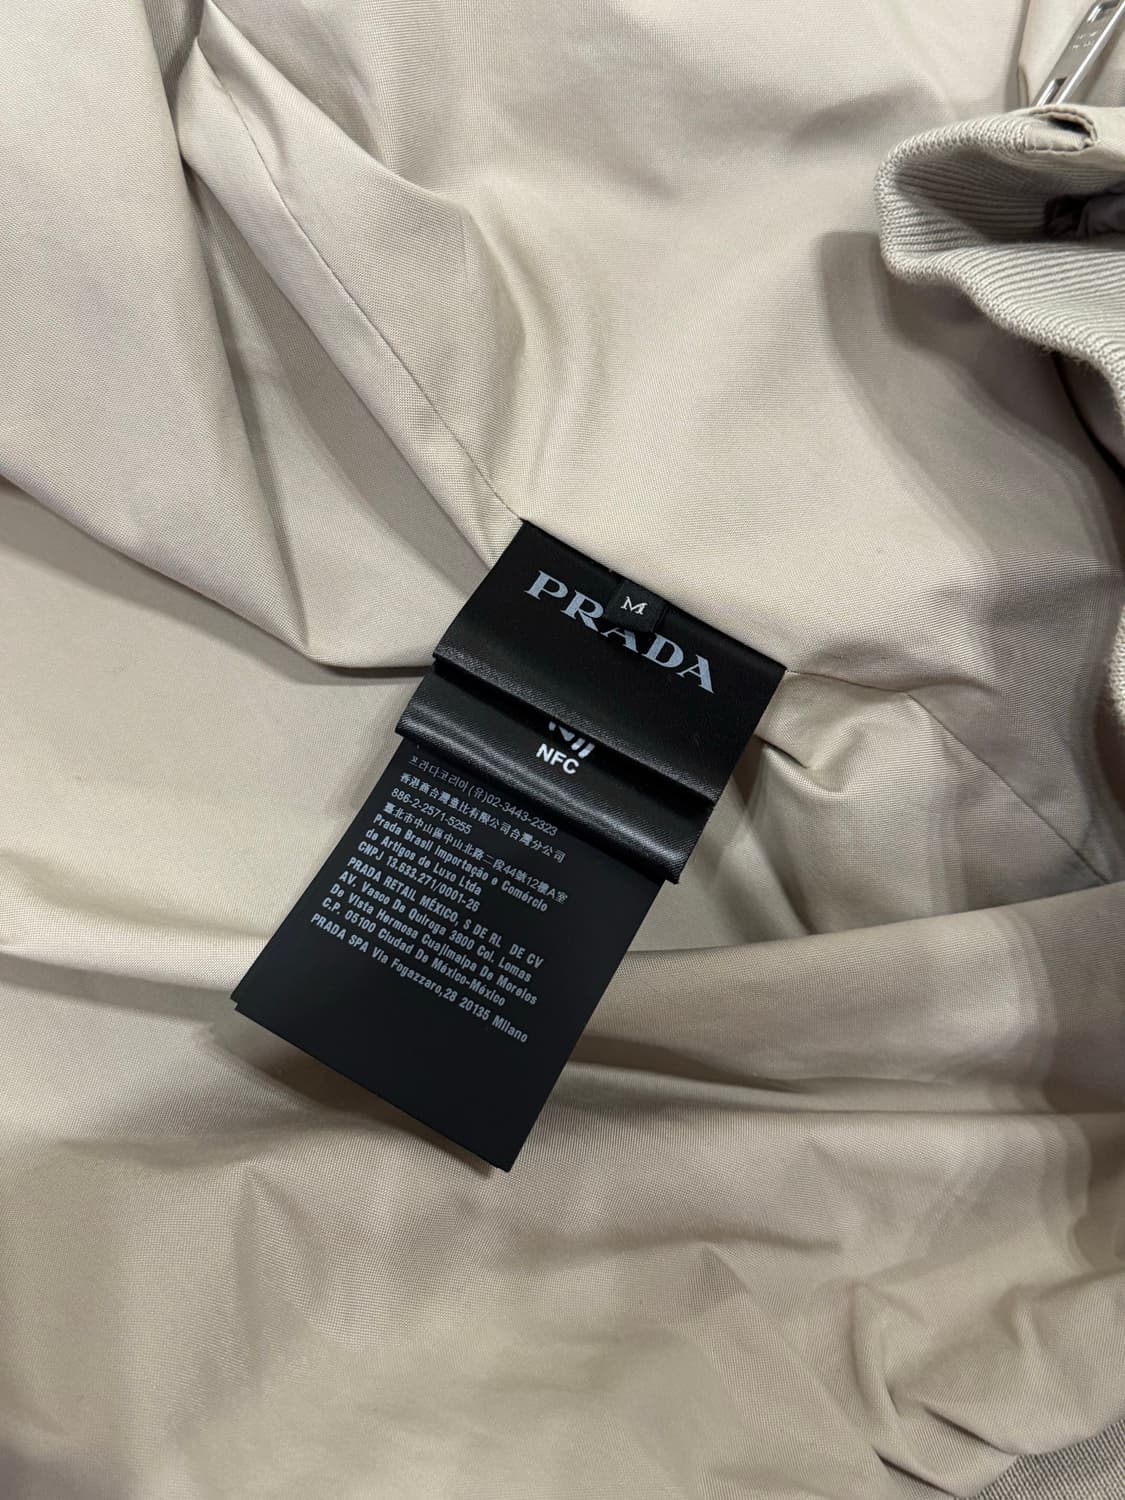 M
PRADA
NFC
프라다코리아(유)02-3443-2323
香港商台灣普比有限公司台灣分公司
886-2-2571-5255
臺北市中山區中山北路二段44號12樓A室
Prada Brasil Importação e Comércio
de Artigos de Luxo Ltda
CNPJ 13.633.271/0001-25
PRADA RETAIL MÉXICO, S DE RL DE CV
AV. Vasco De Quiroga 3800 Col. Lomas
De Vista Hermosa Cuajimalpa De Morelos
C.P. 05100 Ciudad De México-México
PRADA SPA Via Fogazzaro,28 20135 Milano